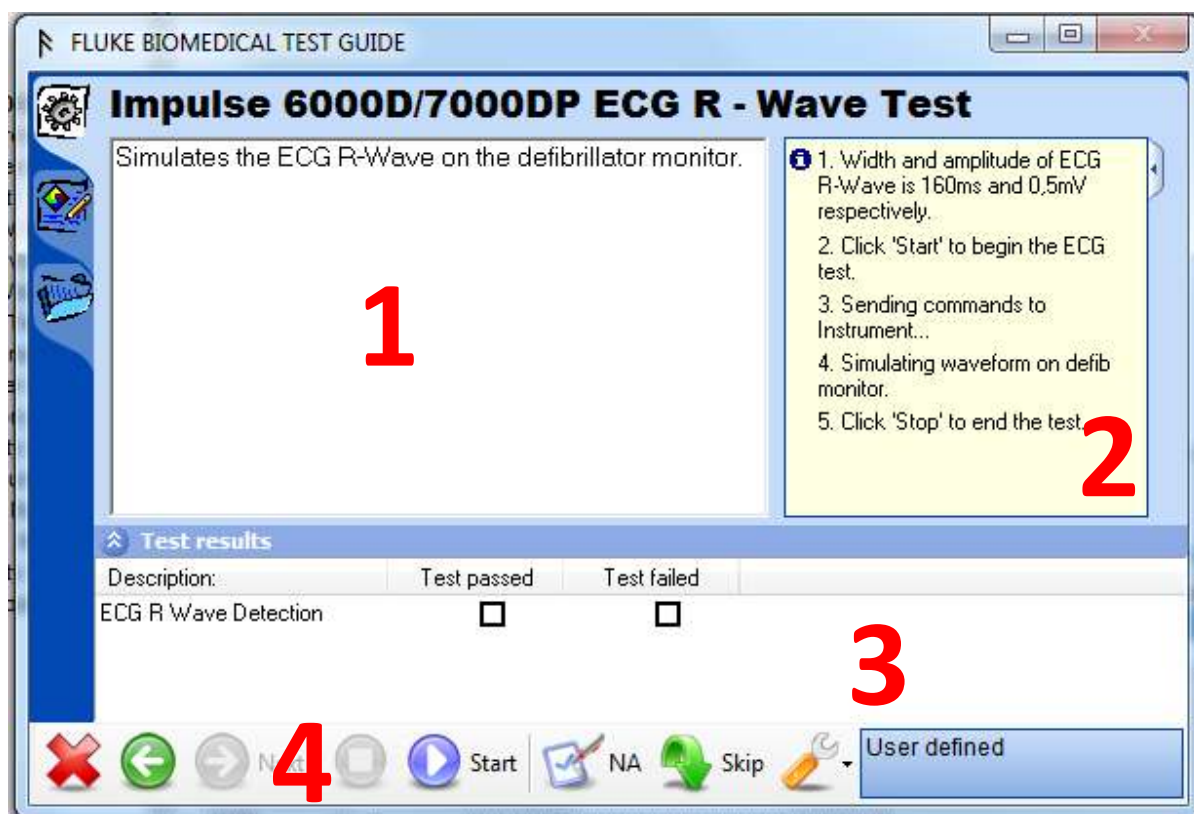 FLUKE BIOMEDICAL TEST GUIDE
Impulse 6000D/7000DP ECG R - Wave Test
Simulates the ECG R-Wave on the defibrillator monitor.
1
1. Width and amplitude of ECG
R-Wave is 160ms and 0,5mV
respectively.
2. Click 'Start' to begin the ECG
test.
3. Sending commands to
Instrument...
4. Simulating waveform on defib
monitor.
5. Click 'Stop' to end the test.
2
Test results
Description: Test passed Test failed
ECG R Wave Detection
3
4
Start NA Skip User defined